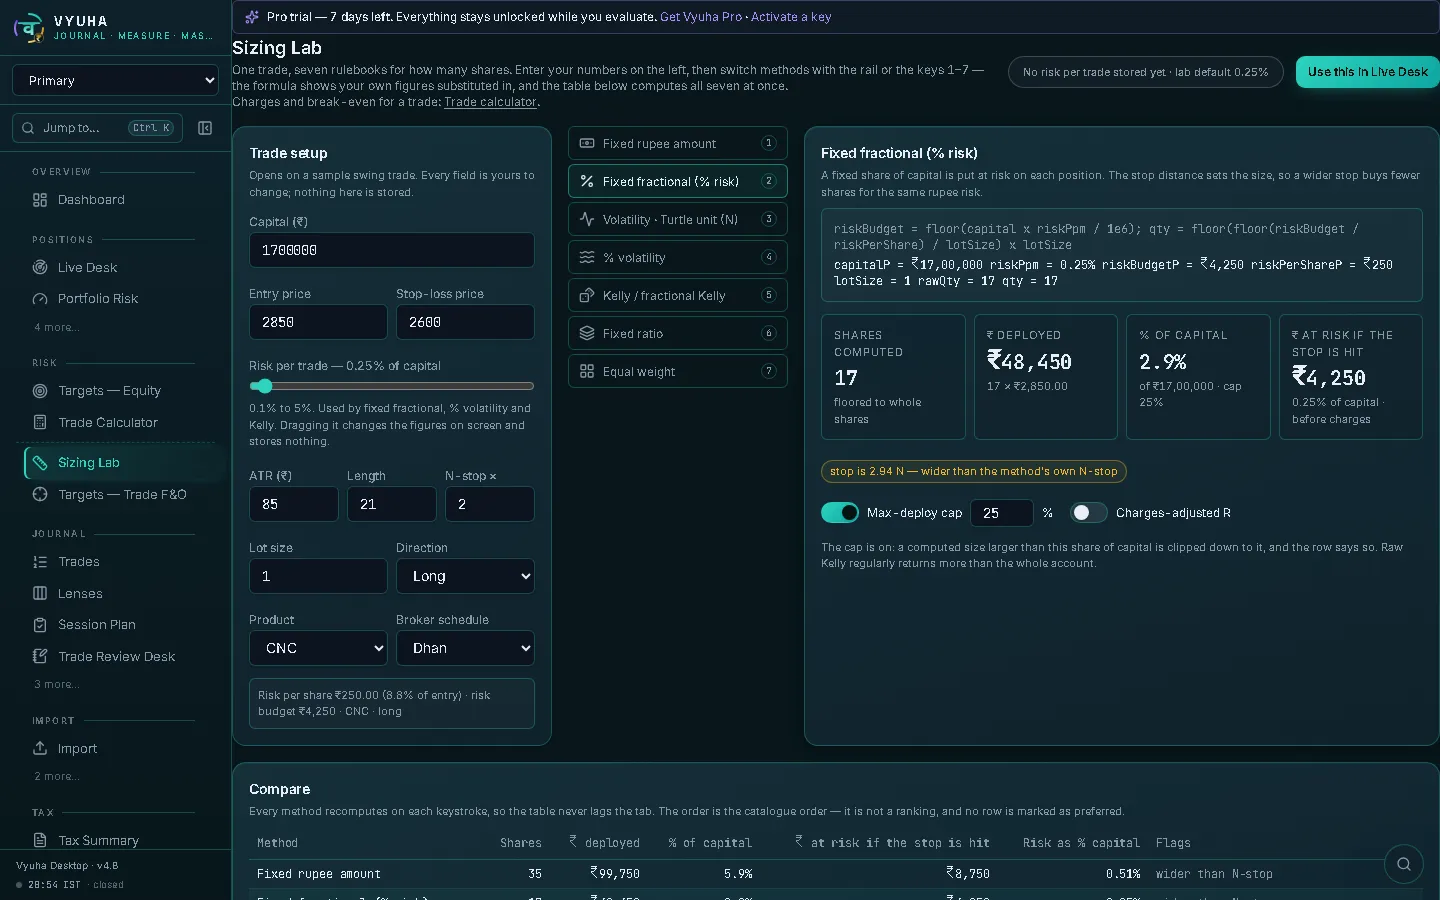 VYUHA
JOURNAL · MEASURE · MAS...
Primary
Jump to...
Ctrl K
OVERVIEW
Dashboard
POSITIONS
Live Desk
Portfolio Risk
4 more...
RISK
Targets — Equity
Trade Calculator
Sizing Lab
Targets — Trade F&O
JOURNAL
Trades
Lenses
Session Plan
Trade Review Desk
3 more...
IMPORT
Import
2 more...
TAX
Tax Summary
Vyuha Desktop · v4.8
20:54 IST · closed
Pro trial — 7 days left. Everything stays unlocked while you evaluate. Get Vyuha Pro · Activate a key
Sizing Lab
One trade, seven rulebooks for how many shares. Enter your numbers on the left, then switch methods with the rail or the keys 1–7 —
the formula shows your own figures substituted in, and the table below computes all seven at once.
Charges and break-even for a trade: Trade calculator.
No risk per trade stored yet · lab default 0.25%
Use this in Live Desk
Trade setup
Opens on a sample swing trade. Every field is yours to
change; nothing here is stored.
Capital (₹)
1700000
Entry price
Stop-loss price
2850
2600
Risk per trade — 0.25% of capital
0.1% to 5%. Used by fixed fractional, % volatility and
Kelly. Dragging it changes the figures on screen and
stores nothing.
ATR (₹)
Length
N-stop ×
85
21
2
Lot size
Direction
1
Long
Product
Broker schedule
CNC
Dhan
Risk per share ₹250.00 (8.8% of entry) · risk
budget ₹4,250 · CNC · long
Fixed rupee amount 1
Fixed fractional (% risk) 2
Volatility · Turtle unit (N) 3
% volatility 4
Kelly / fractional Kelly 5
Fixed ratio 6
Equal weight 7
Fixed fractional (% risk)
A fixed share of capital is put at risk on each position. The stop distance sets the size, so a wider stop buys fewer
shares for the same rupee risk.
riskBudget = floor(capital x riskPpm / 1e6); qty = floor(floor(riskBudget /
riskPerShare) / lotSize) x lotSize
capitalP = ₹17,00,000 riskPpm = 0.25% riskBudgetP = ₹4,250 riskPerShareP = ₹250
lotSize = 1 rawQty = 17 qty = 17
SHARES
COMPUTED
17
floored to whole
shares
₹ DEPLOYED
₹48,450
17 × ₹2,850.00
% OF CAPITAL
2.9%
of ₹17,00,000 · cap
25%
₹ AT RISK IF THE
STOP IS HIT
₹4,250
0.25% of capital ·
before charges
stop is 2.94 N — wider than the method's own N-stop
Max-deploy cap 25 % Charges-adjusted R
The cap is on: a computed size larger than this share of capital is clipped down to it, and the row says so. Raw
Kelly regularly returns more than the whole account.
Compare
Every method recomputes on each keystroke, so the table never lags the tab. The order is the catalogue order — it is not a ranking, and no row is marked as preferred.
Method Shares ₹ deployed % of capital ₹ at risk if the stop is hit Risk as % capital Flags
Fixed rupee amount 35 ₹99,750 5.9% ₹8,750 0.51% wider than N-stop